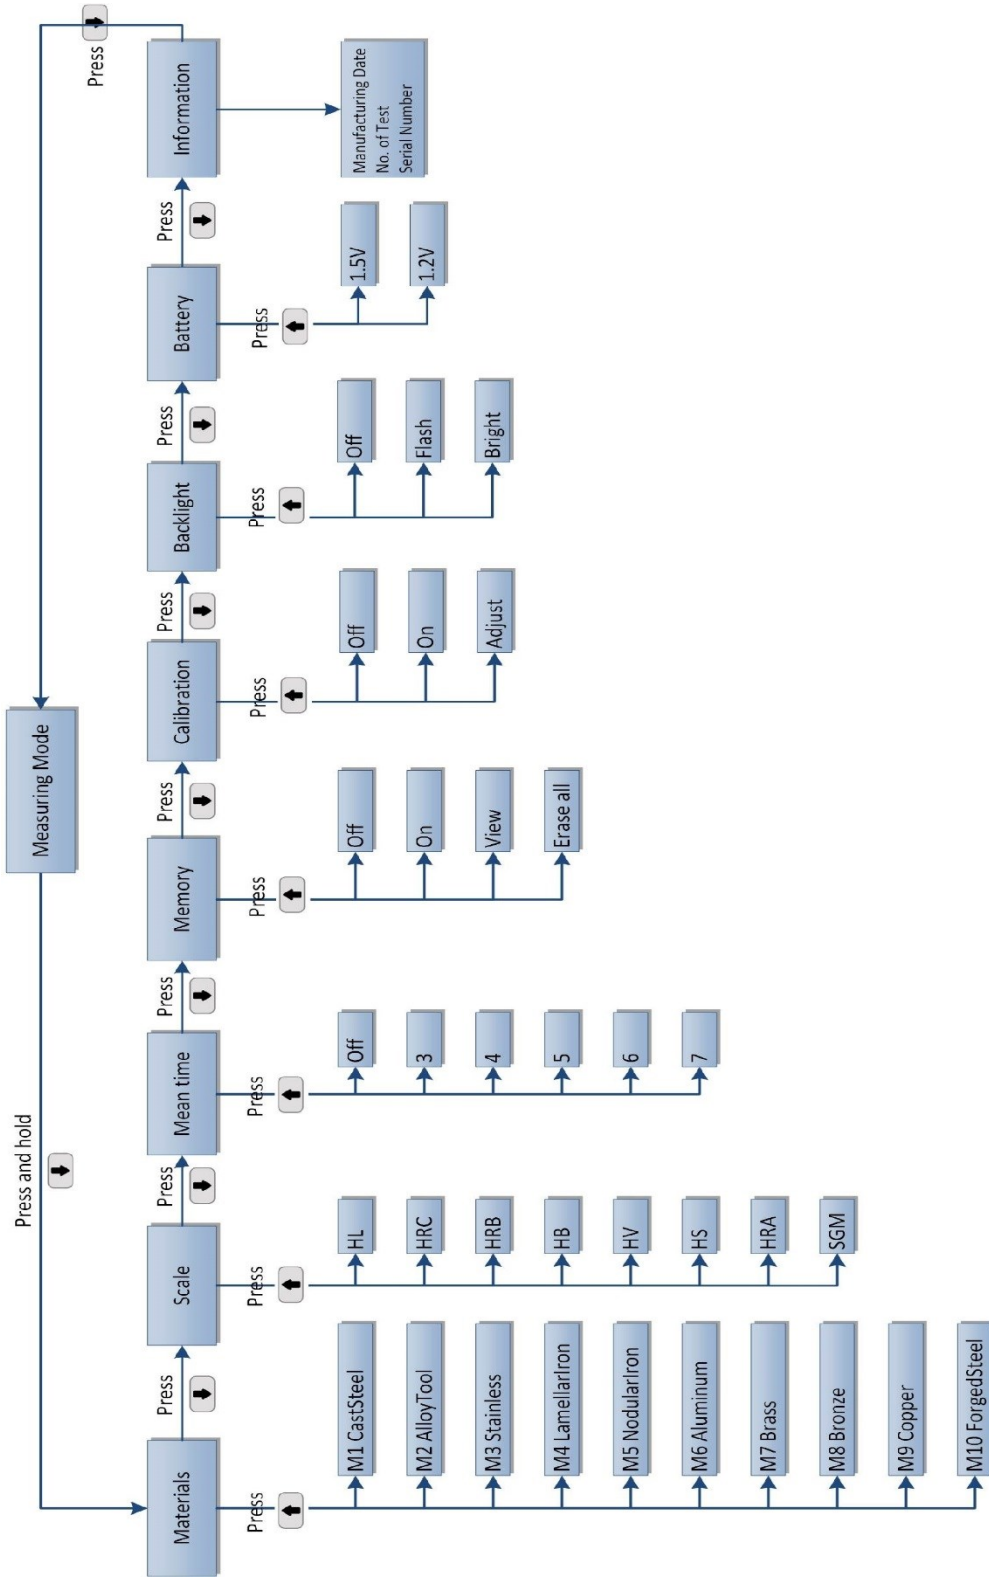 Measuring Mode
Press and hold
Press
Materials
Press
Scale
Press
Mean time
Press
Memory
Press
Calibration
Press
Backlight
Press
Battery
Press
Information
Press
M1 CastSteel
M2 AlloyTool
M3 Stainless
M4 LamellarIron
M5 NodularIron
M6 Aluminum
M7 Brass
M8 Bronze
M9 Copper
M10 ForgedSteel
Press
HL
HRC
HRB
HB
HV
HS
HRA
SGM
Press
Off
3
4
5
6
7
Press
Off
On
View
Erase all
Press
Off
On
Adjust
Press
Off
Flash
Bright
Press
1.5V
1.2V
Manufacturing Date
No. of Test
Serial Number